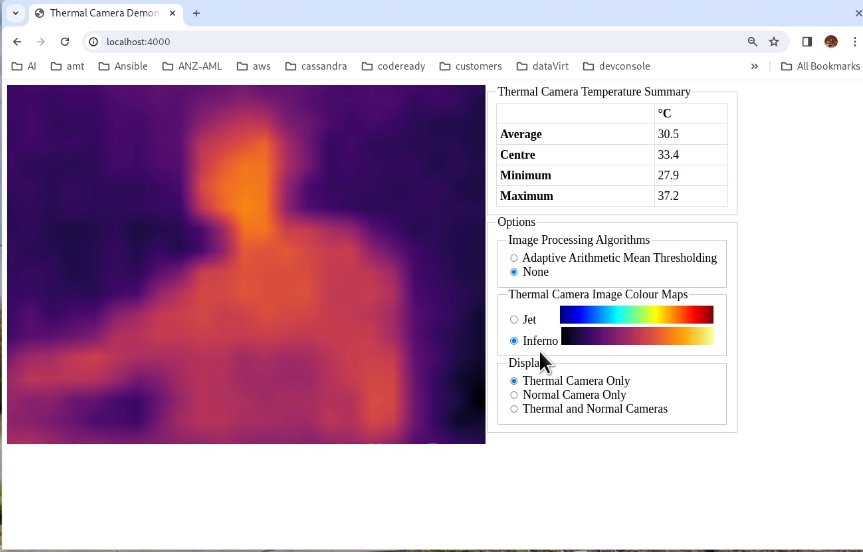 Thermal Camera Demon
localhost:4000
AI amt Ansible ANZ-AML aws cassandra codeready customers dataVirt devconsole » All Bookmarks
Thermal Camera Temperature Summary
°C
Average 30.5
Centre 33.4
Minimum 27.9
Maximum 37.2
Options
Image Processing Algorithms
Adaptive Arithmetic Mean Thresholding
None
Thermal Camera Image Colour Maps
Jet
Inferno
Displa
Thermal Camera Only
Normal Camera Only
Thermal and Normal Cameras